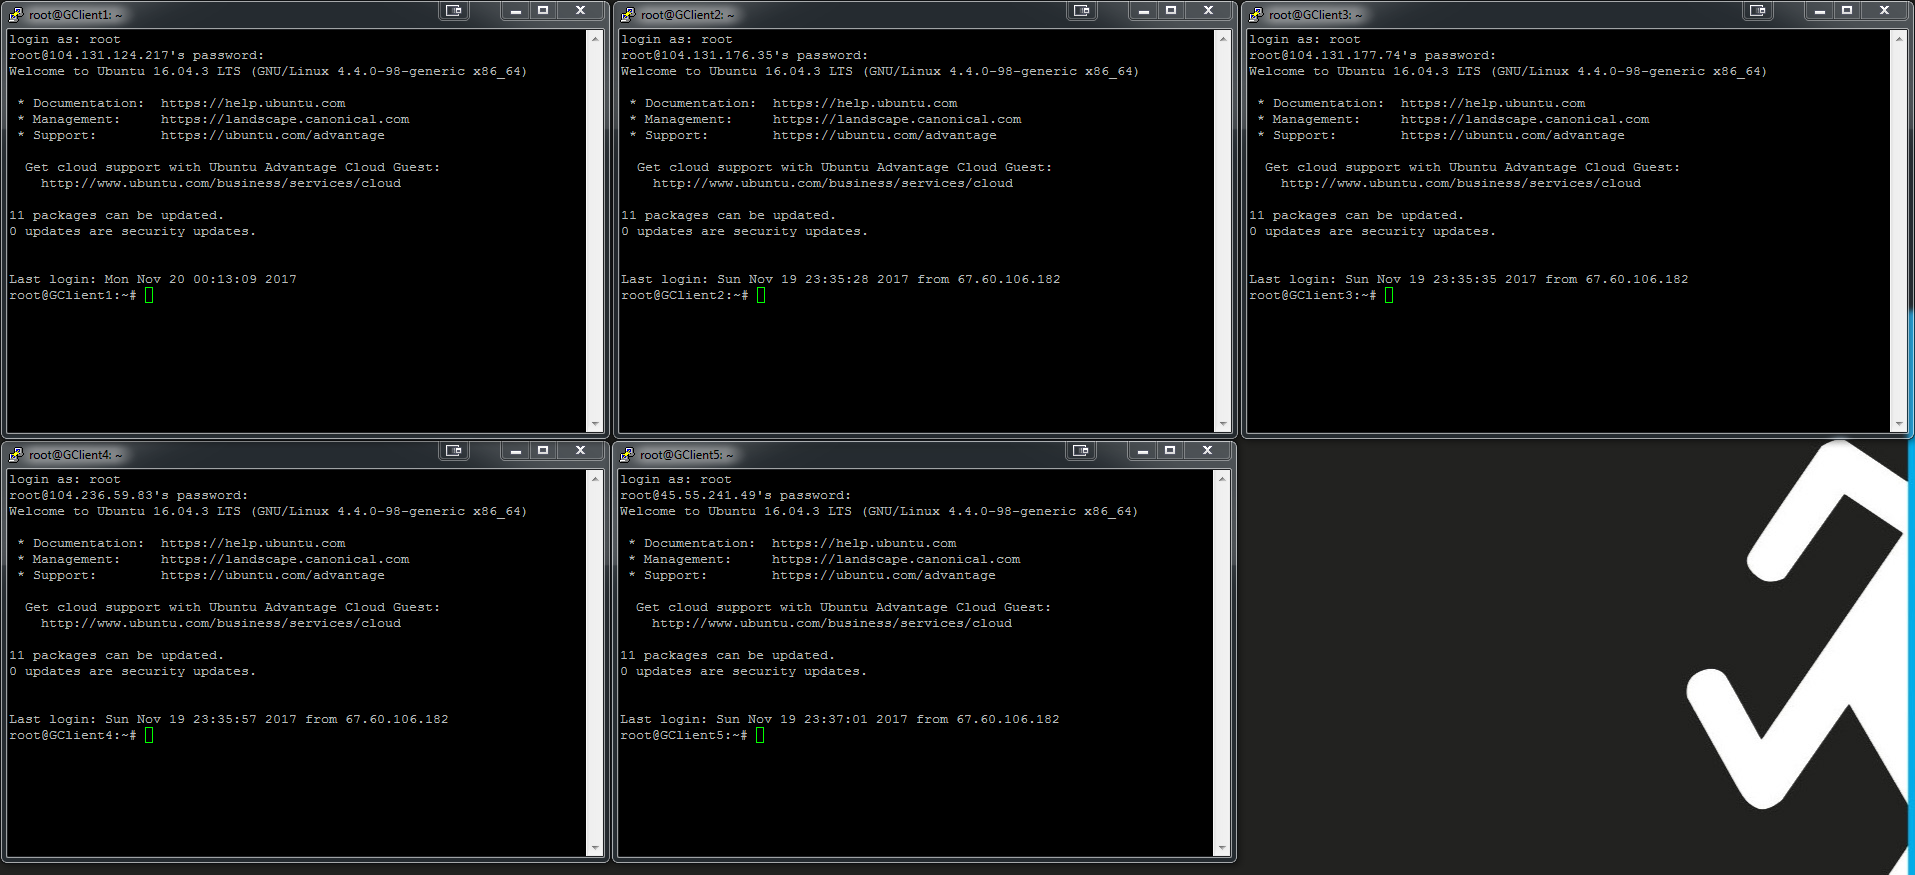 root@GClient1: ~
login as: root
root@104.131.124.217's password:
Welcome to Ubuntu 16.04.3 LTS (GNU/Linux 4.4.0-98-generic x86_64)
* Documentation:  https://help.ubuntu.com
* Management:     https://landscape.canonical.com
* Support:        https://ubuntu.com/advantage
Get cloud support with Ubuntu Advantage Cloud Guest:
http://www.ubuntu.com/business/services/cloud
11 packages can be updated.
0 updates are security updates.
Last login: Mon Nov 20 00:13:09 2017
root@GClient1:~#
root@GClient2: ~
login as: root
root@104.131.176.35's password:
Welcome to Ubuntu 16.04.3 LTS (GNU/Linux 4.4.0-98-generic x86_64)
* Documentation:  https://help.ubuntu.com
* Management:     https://landscape.canonical.com
* Support:        https://ubuntu.com/advantage
Get cloud support with Ubuntu Advantage Cloud Guest:
http://www.ubuntu.com/business/services/cloud
11 packages can be updated.
0 updates are security updates.
Last login: Sun Nov 19 23:35:28 2017 from 67.60.106.182
root@GClient2:~#
root@GClient3: ~
login as: root
root@104.131.177.74's password:
Welcome to Ubuntu 16.04.3 LTS (GNU/Linux 4.4.0-98-generic x86_64)
* Documentation:  https://help.ubuntu.com
* Management:     https://landscape.canonical.com
* Support:        https://ubuntu.com/advantage
Get cloud support with Ubuntu Advantage Cloud Guest:
http://www.ubuntu.com/business/services/cloud
11 packages can be updated.
0 updates are security updates.
Last login: Sun Nov 19 23:35:35 2017 from 67.60.106.182
root@GClient3:~#
root@GClient4: ~
login as: root
root@104.236.59.83's password:
Welcome to Ubuntu 16.04.3 LTS (GNU/Linux 4.4.0-98-generic x86_64)
* Documentation:  https://help.ubuntu.com
* Management:     https://landscape.canonical.com
* Support:        https://ubuntu.com/advantage
Get cloud support with Ubuntu Advantage Cloud Guest:
http://www.ubuntu.com/business/services/cloud
11 packages can be updated.
0 updates are security updates.
Last login: Sun Nov 19 23:35:57 2017 from 67.60.106.182
root@GClient4:~#
root@GClient5: ~
login as: root
root@45.55.241.49's password:
Welcome to Ubuntu 16.04.3 LTS (GNU/Linux 4.4.0-98-generic x86_64)
* Documentation:  https://help.ubuntu.com
* Management:     https://landscape.canonical.com
* Support:        https://ubuntu.com/advantage
Get cloud support with Ubuntu Advantage Cloud Guest:
http://www.ubuntu.com/business/services/cloud
11 packages can be updated.
0 updates are security updates.
Last login: Sun Nov 19 23:37:01 2017 from 67.60.106.182
root@GClient5:~#